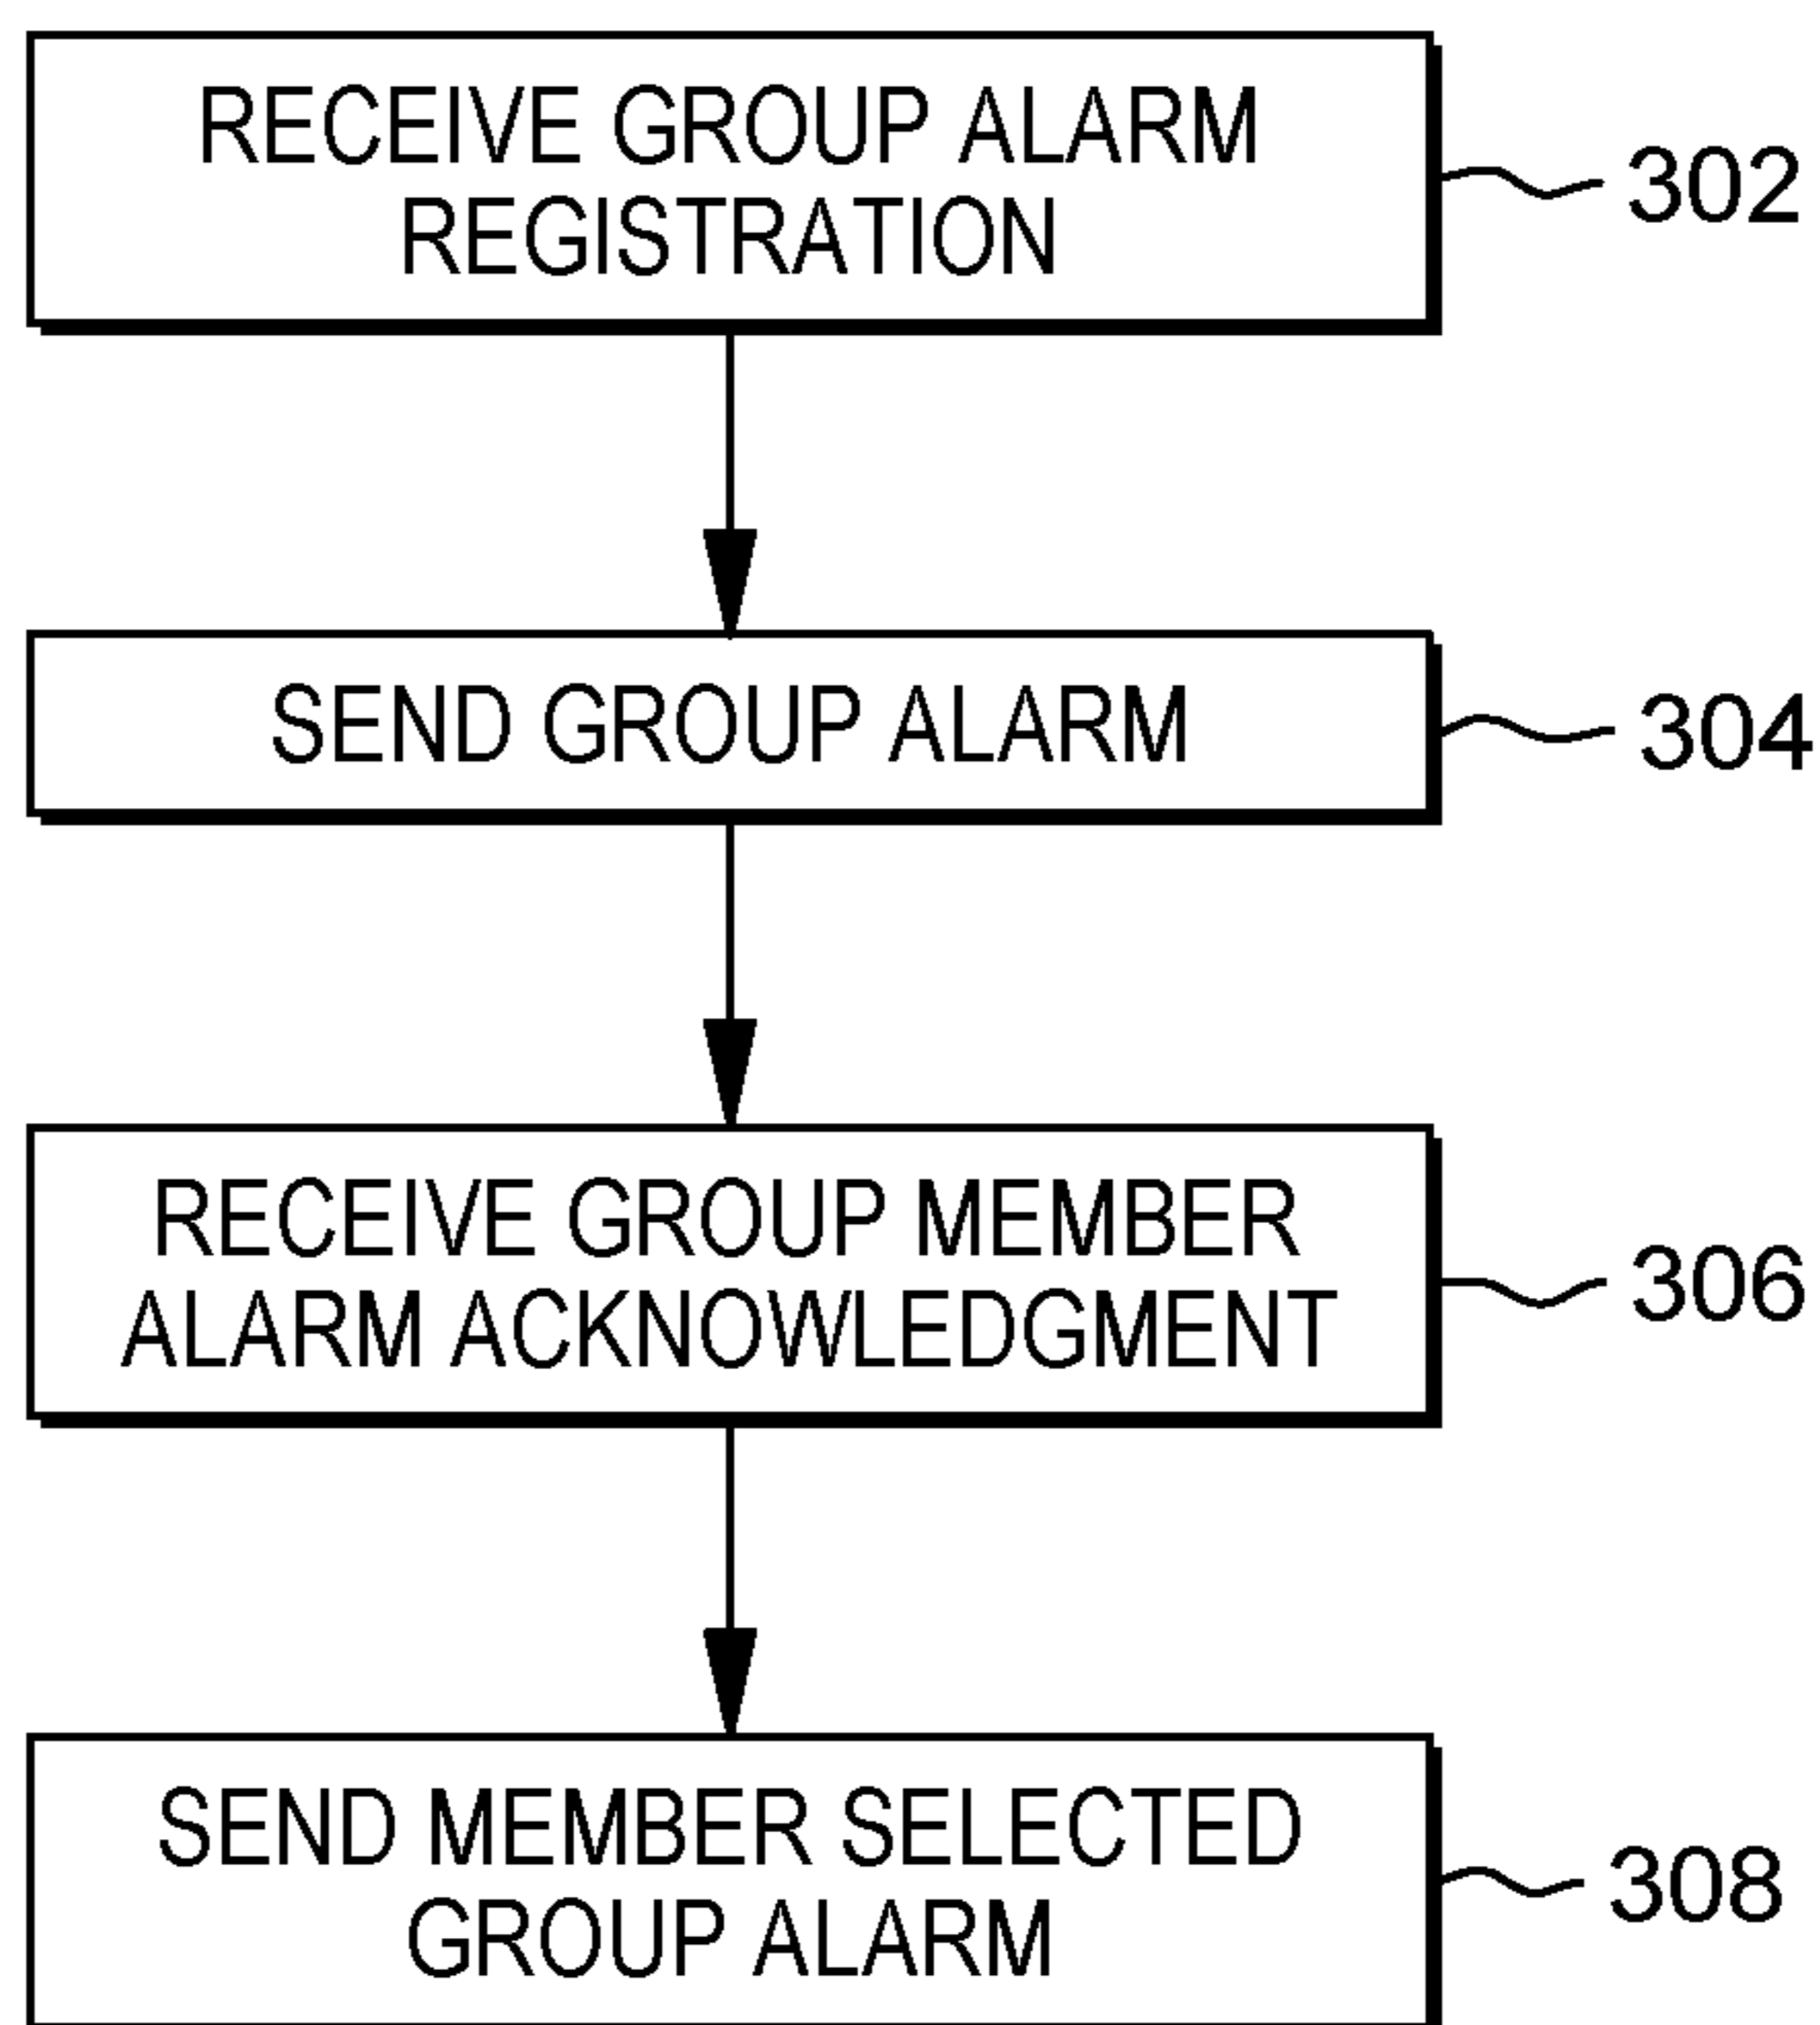 RECEIVE GROUP ALARM
REGISTRATION
302
SEND GROUP ALARM
304
RECEIVE GROUP MEMBER
ALARM ACKNOWLEDGMENT
306
SEND MEMBER SELECTED
GROUP ALARM
308